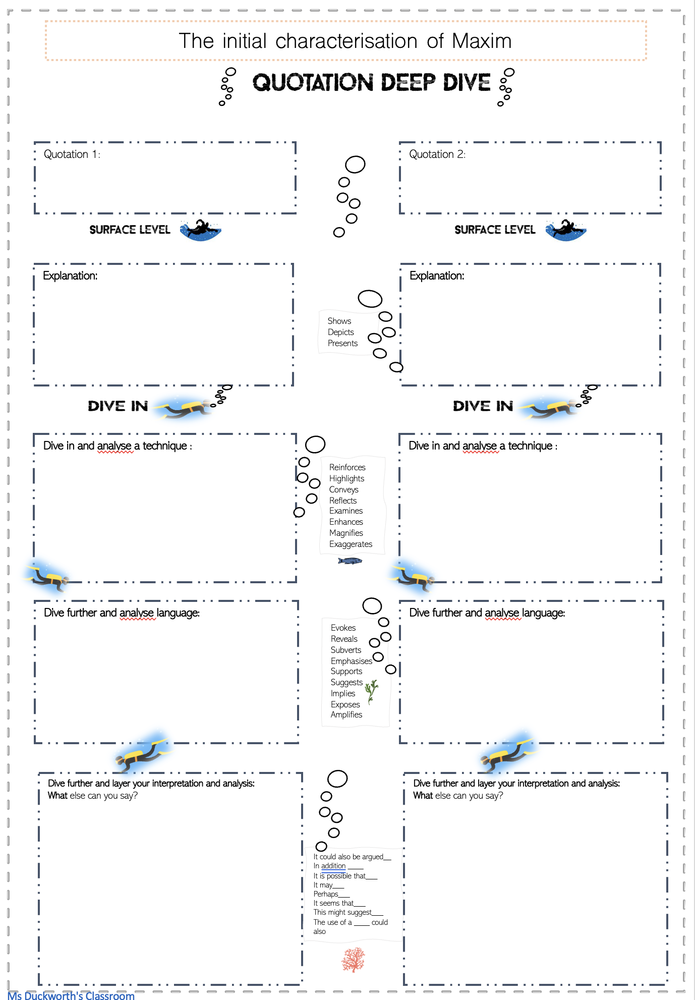 The initial characterisation of Maxim
QUOTATION DEEP DIVE
Quotation 1:
Quotation 2:
SURFACE LEVEL
SURFACE LEVEL
Explanation:
Explanation:
Shows
Depicts
Presents
DIVE IN
DIVE IN
Dive in and analyse a technique :
Dive in and analyse a technique :
Reinforces
Highlights
Conveys
Reflects
Examines
Enhances
Magnifies
Exaggerates
Dive further and analyse language:
Dive further and analyse language:
Evokes
Reveals
Subverts
Emphasises
Supports
Suggests
Implies
Exposes
Amplifies
Dive further and layer your interpretation and analysis:
What else can you say?
Dive further and layer your interpretation and analysis:
What else can you say?
It could also be argued__
In addition ____
It is possible that___
It may___
Perhaps___
It seems that___
This might suggest___
The use of a ____ could
also
Ms Duckworth's Classroom